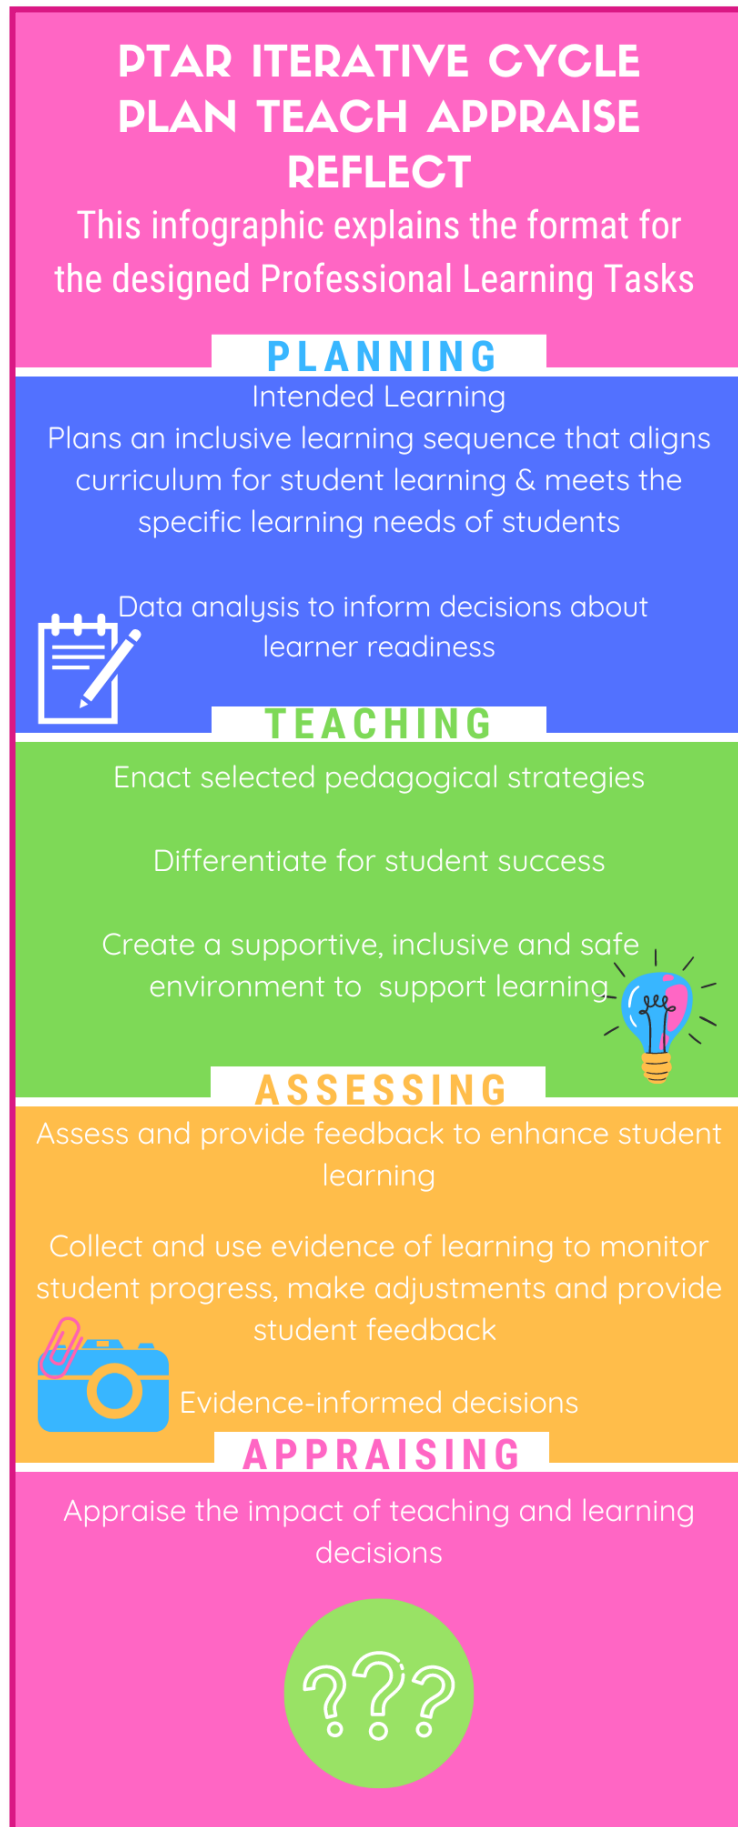 PTAR ITERATIVE CYCLE
PLAN TEACH APPRAISE
REFLECT
This infographic explains the format for
the designed Professional Learning Tasks
PLANNING
Intended Learning
Plans an inclusive learning sequence that aligns
curriculum for student learning & meets the
specific learning needs of students
Data analysis to inform decisions about
learner readiness
TEACHING
Enact selected pedagogical strategies
Differentiate for student success
Create a supportive, inclusive and safe
environment to support learning
ASSESSING
Assess and provide feedback to enhance student
learning
Collect and use evidence of learning to monitor
student progress, make adjustments and provide
student feedback
Evidence-informed decisions
APPRAISING
Appraise the impact of teaching and learning
decisions
???